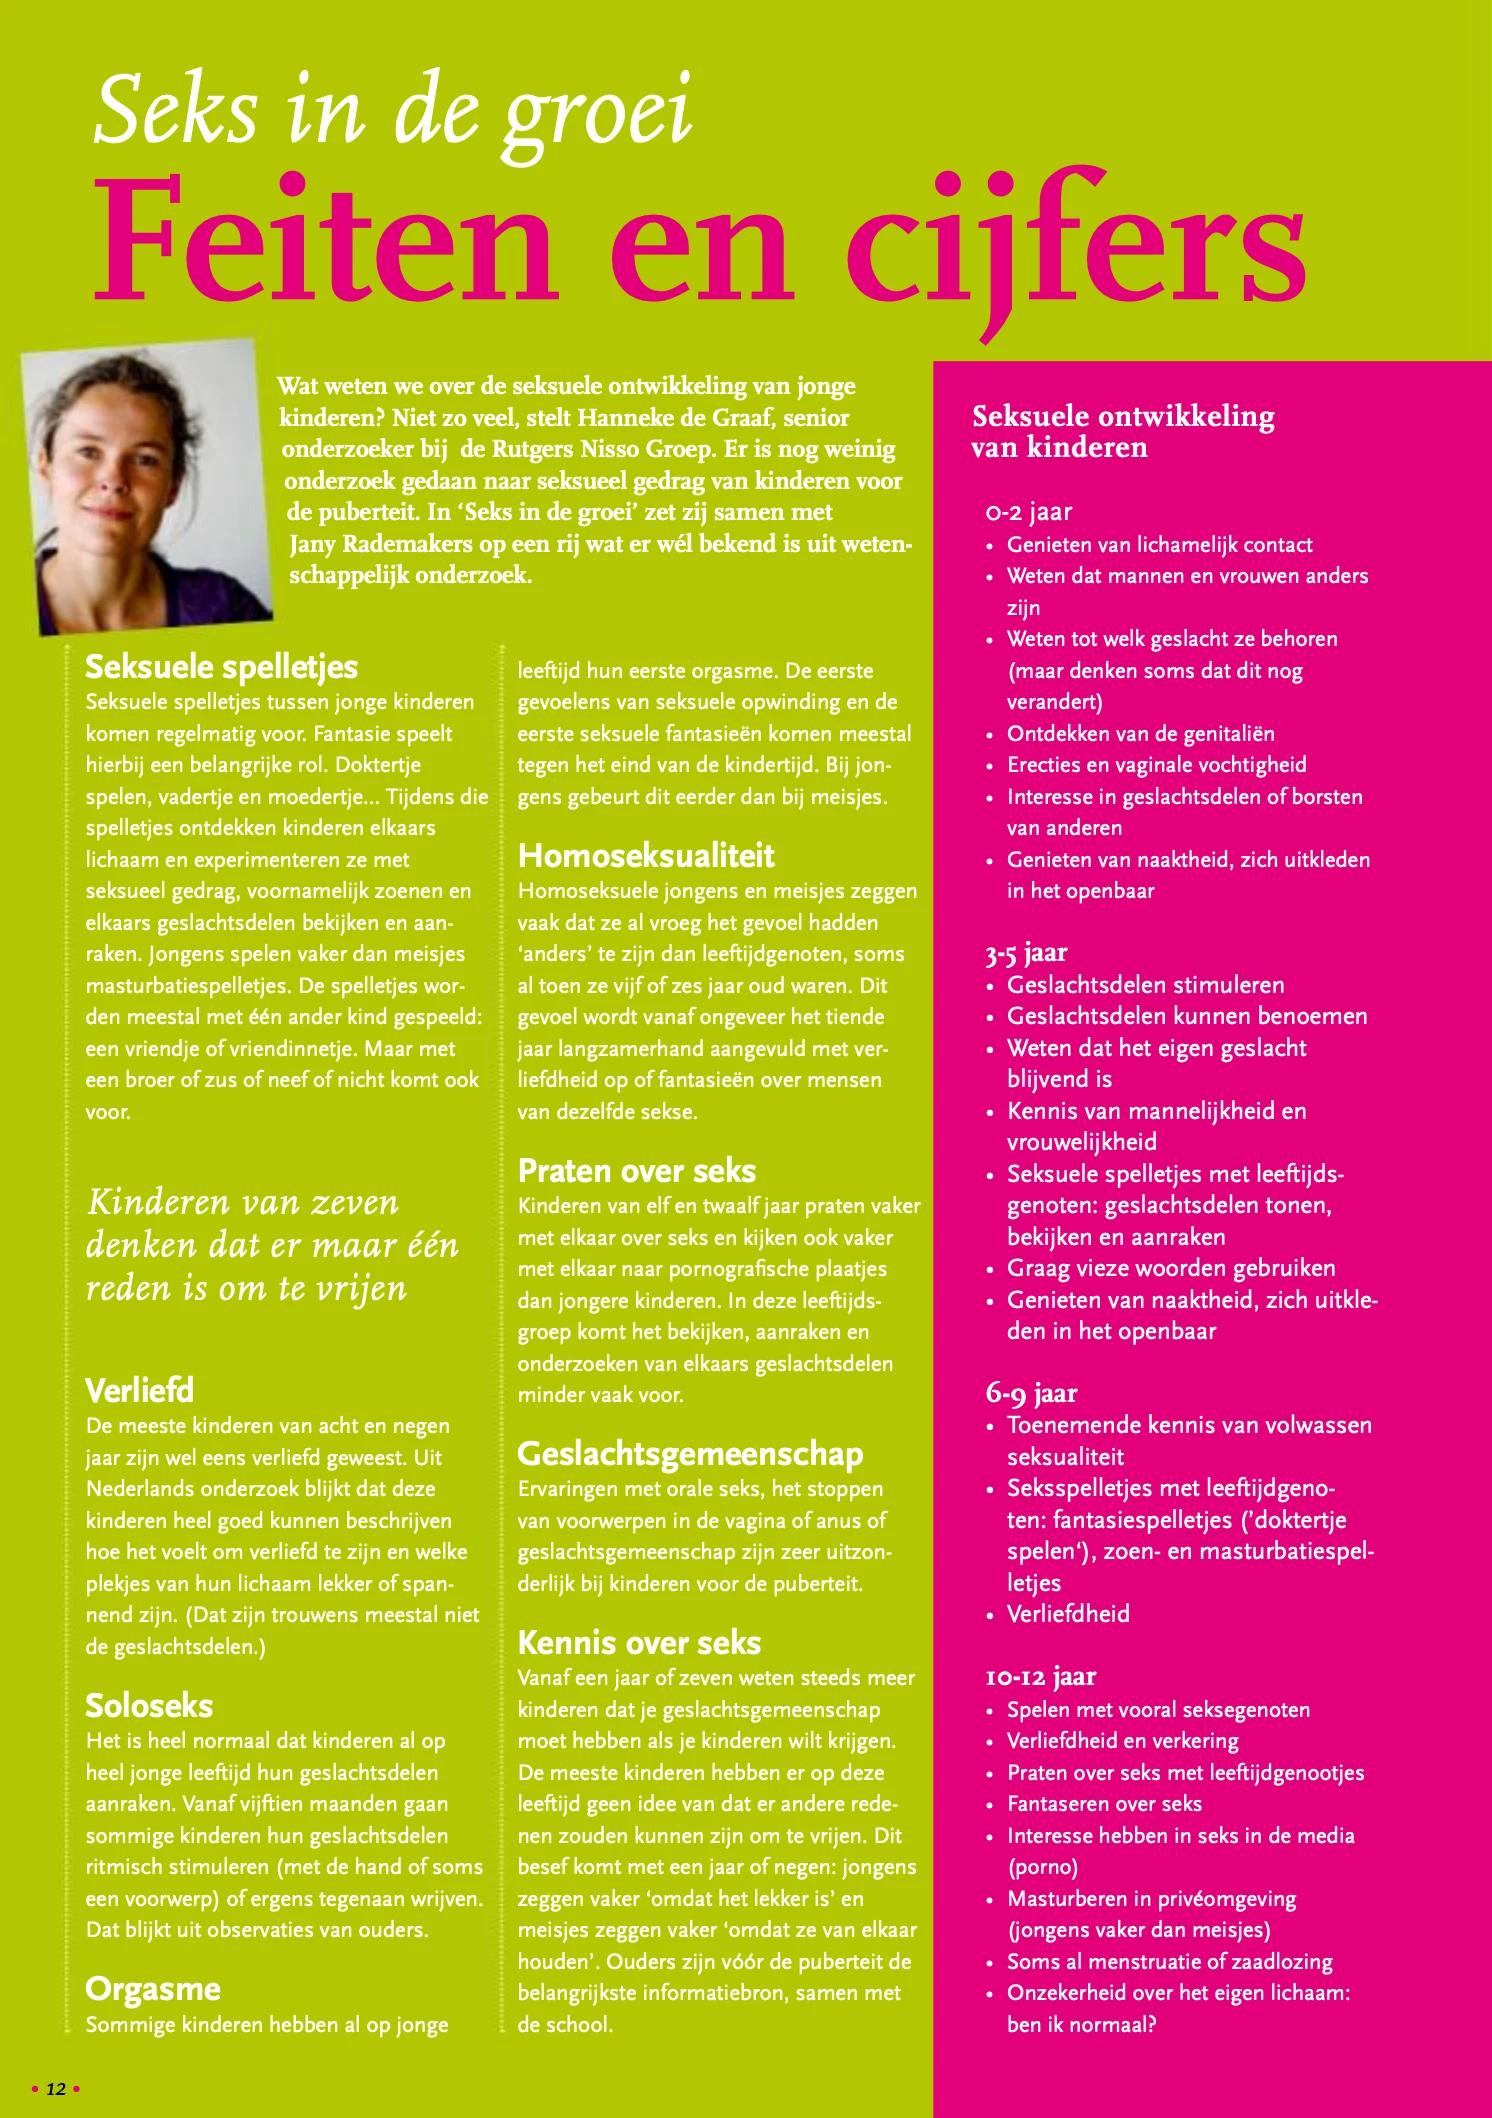 Seks in de groei
Feiten en cijfers
Wat weten we over de seksuele ontwikkeling van jonge
kinderen? Niet zo veel, stelt Hanneke de Graaf, senior
onderzoeker bij de Rutgers Nisso Groep. Er is nog weinig
onderzoek gedaan naar seksueel gedrag van kinderen voor
de puberteit. In ‘Seks in de groei’ zet zij samen met
Jany Rademakers op een rij wat er wél bekend is uit weten-
schappelijk onderzoek.
Seksuele spelletjes
Seksuele spelletjes tussen jonge kinderen
komen regelmatig voor. Fantasie speelt
hierbij een belangrijke rol. Doktertje
spelen, vadertje en moedertje... Tijdens die
spelletjes ontdekken kinderen elkaars
lichaam en experimenteren ze met
seksueel gedrag, voornamelijk zoenen en
elkaars geslachtsdelen bekijken en aan-
raken. Jongens spelen vaker dan meisjes
masturbatiespelletjes. De spelletjes wor-
den meestal met één ander kind gespeeld:
een vriendje of vriendinnetje. Maar met
een broer of zus of neef of nicht komt ook
voor.
Kinderen van zeven
denken dat er maar één
reden is om te vrijen
Verliefd
De meeste kinderen van acht en negen
jaar zijn wel eens verliefd geweest. Uit
Nederlands onderzoek blijkt dat deze
kinderen heel goed kunnen beschrijven
hoe het voelt om verliefd te zijn en welke
plekjes van hun lichaam lekker of span-
nend zijn. (Dat zijn trouwens meestal niet
de geslachtsdelen.)
Soloseks
Het is heel normaal dat kinderen al op
heel jonge leeftijd hun geslachtsdelen
aanraken. Vanaf vijftien maanden gaan
sommige kinderen hun geslachtsdelen
ritmisch stimuleren (met de hand of soms
een voorwerp) of ergens tegenaan wrijven.
Dat blijkt uit observaties van ouders.
Orgasme
Sommige kinderen hebben al op jonge
leeftijd hun eerste orgasme. De eerste
gevoelens van seksuele opwinding en de
eerste seksuele fantasieën komen meestal
tegen het eind van de kindertijd. Bij jon-
gens gebeurt dit eerder dan bij meisjes.
Homoseksualiteit
Homoseksuele jongens en meisjes zeggen
vaak dat ze al vroeg het gevoel hadden
‘anders’ te zijn dan leeftijdgenoten, soms
al toen ze vijf of zes jaar oud waren. Dit
gevoel wordt vanaf ongeveer het tiende
jaar langzamerhand aangevuld met ver-
liefdheid op of fantasieën over mensen
van dezelfde sekse.
Praten over seks
Kinderen van elf en twaalf jaar praten vaker
met elkaar over seks en kijken ook vaker
met elkaar naar pornografische plaatjes
dan jongere kinderen. In deze leeftijds-
groep komt het bekijken, aanraken en
onderzoeken van elkaars geslachtsdelen
minder vaak voor.
Geslachtsgemeenschap
Ervaringen met orale seks, het stoppen
van voorwerpen in de vagina of anus of
geslachtsgemeenschap zijn zeer uitzon-
derlijk bij kinderen voor de puberteit.
Kennis over seks
Vanaf een jaar of zeven weten steeds meer
kinderen dat je geslachtsgemeenschap
moet hebben als je kinderen wilt krijgen.
De meeste kinderen hebben er op deze
leeftijd geen idee van dat er andere rede-
nen zouden kunnen zijn om te vrijen. Dit
besef komt met een jaar of negen: jongens
zeggen vaker ‘omdat het lekker is’ en
meisjes zeggen vaker ‘omdat ze van elkaar
houden’. Ouders zijn vóór de puberteit de
belangrijkste informatiebron, samen met
de school.
Seksuele ontwikkeling
van kinderen
0-2 jaar
• Genieten van lichamelijk contact
• Weten dat mannen en vrouwen anders
zijn
• Weten tot welk geslacht ze behoren
(maar denken soms dat dit nog
verandert)
• Ontdekken van de genitaliën
• Erecties en vaginale vochtigheid
• Interesse in geslachtsdelen of borsten
van anderen
• Genieten van naaktheid, zich uitkleden
in het openbaar
3-5 jaar
• Geslachtsdelen stimuleren
• Geslachtsdelen kunnen benoemen
• Weten dat het eigen geslacht
blijvend is
• Kennis van mannelijkheid en
vrouwelijkheid
• Seksuele spelletjes met leeftijds-
genoten: geslachtsdelen tonen,
bekijken en aanraken
• Graag vieze woorden gebruiken
• Genieten van naaktheid, zich uitkle-
den in het openbaar
6-9 jaar
• Toenemende kennis van volwassen
seksualiteit
• Seksspelletjes met leeftijdgeno-
ten: fantasiespelletjes (’doktertje
spelen‘), zoen- en masturbatiespel-
letjes
• Verliefdheid
10-12 jaar
• Spelen met vooral seksegenoten
• Verliefdheid en verkering
• Praten over seks met leeftijdgenootjes
• Fantaseren over seks
• Interesse hebben in seks in de media
(porno)
• Masturberen in privéomgeving
(jongens vaker dan meisjes)
• Soms al menstruatie of zaadlozing
• Onzekerheid over het eigen lichaam:
ben ik normaal?
• 12 •